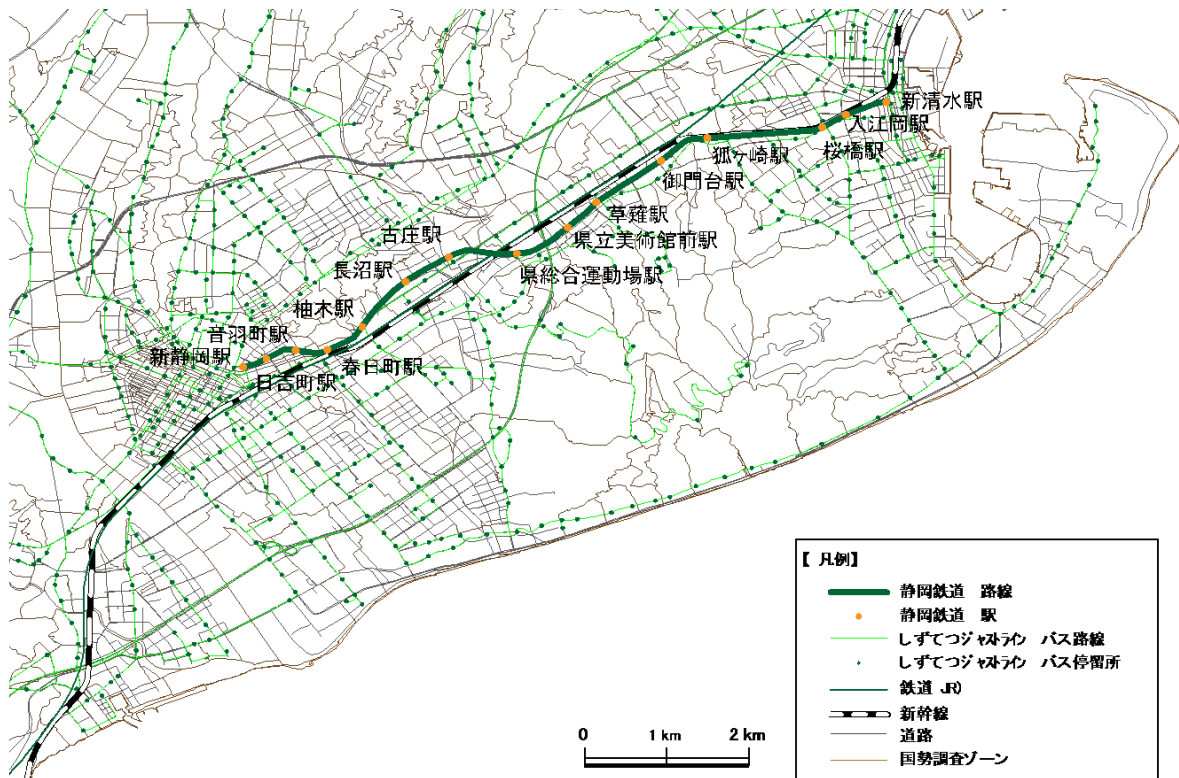 新清水駅
入江岡駅
桜橋駅
狐ヶ崎駅
御門台駅
草薙駅
県立美術館前駅
古庄駅
県総合運動場駅
長沼駅
柚木駅
音羽町駅
新静岡駅
春日町駅
日吉町駅
【 凡例】
静岡鉄道 路線
静岡鉄道 駅
しずてつジャストライン バス路線
しずてつジャストライン バス停留所
鉄道 JR)
新幹線
道路
国勢調査ゾーン
0 1 km 2 km